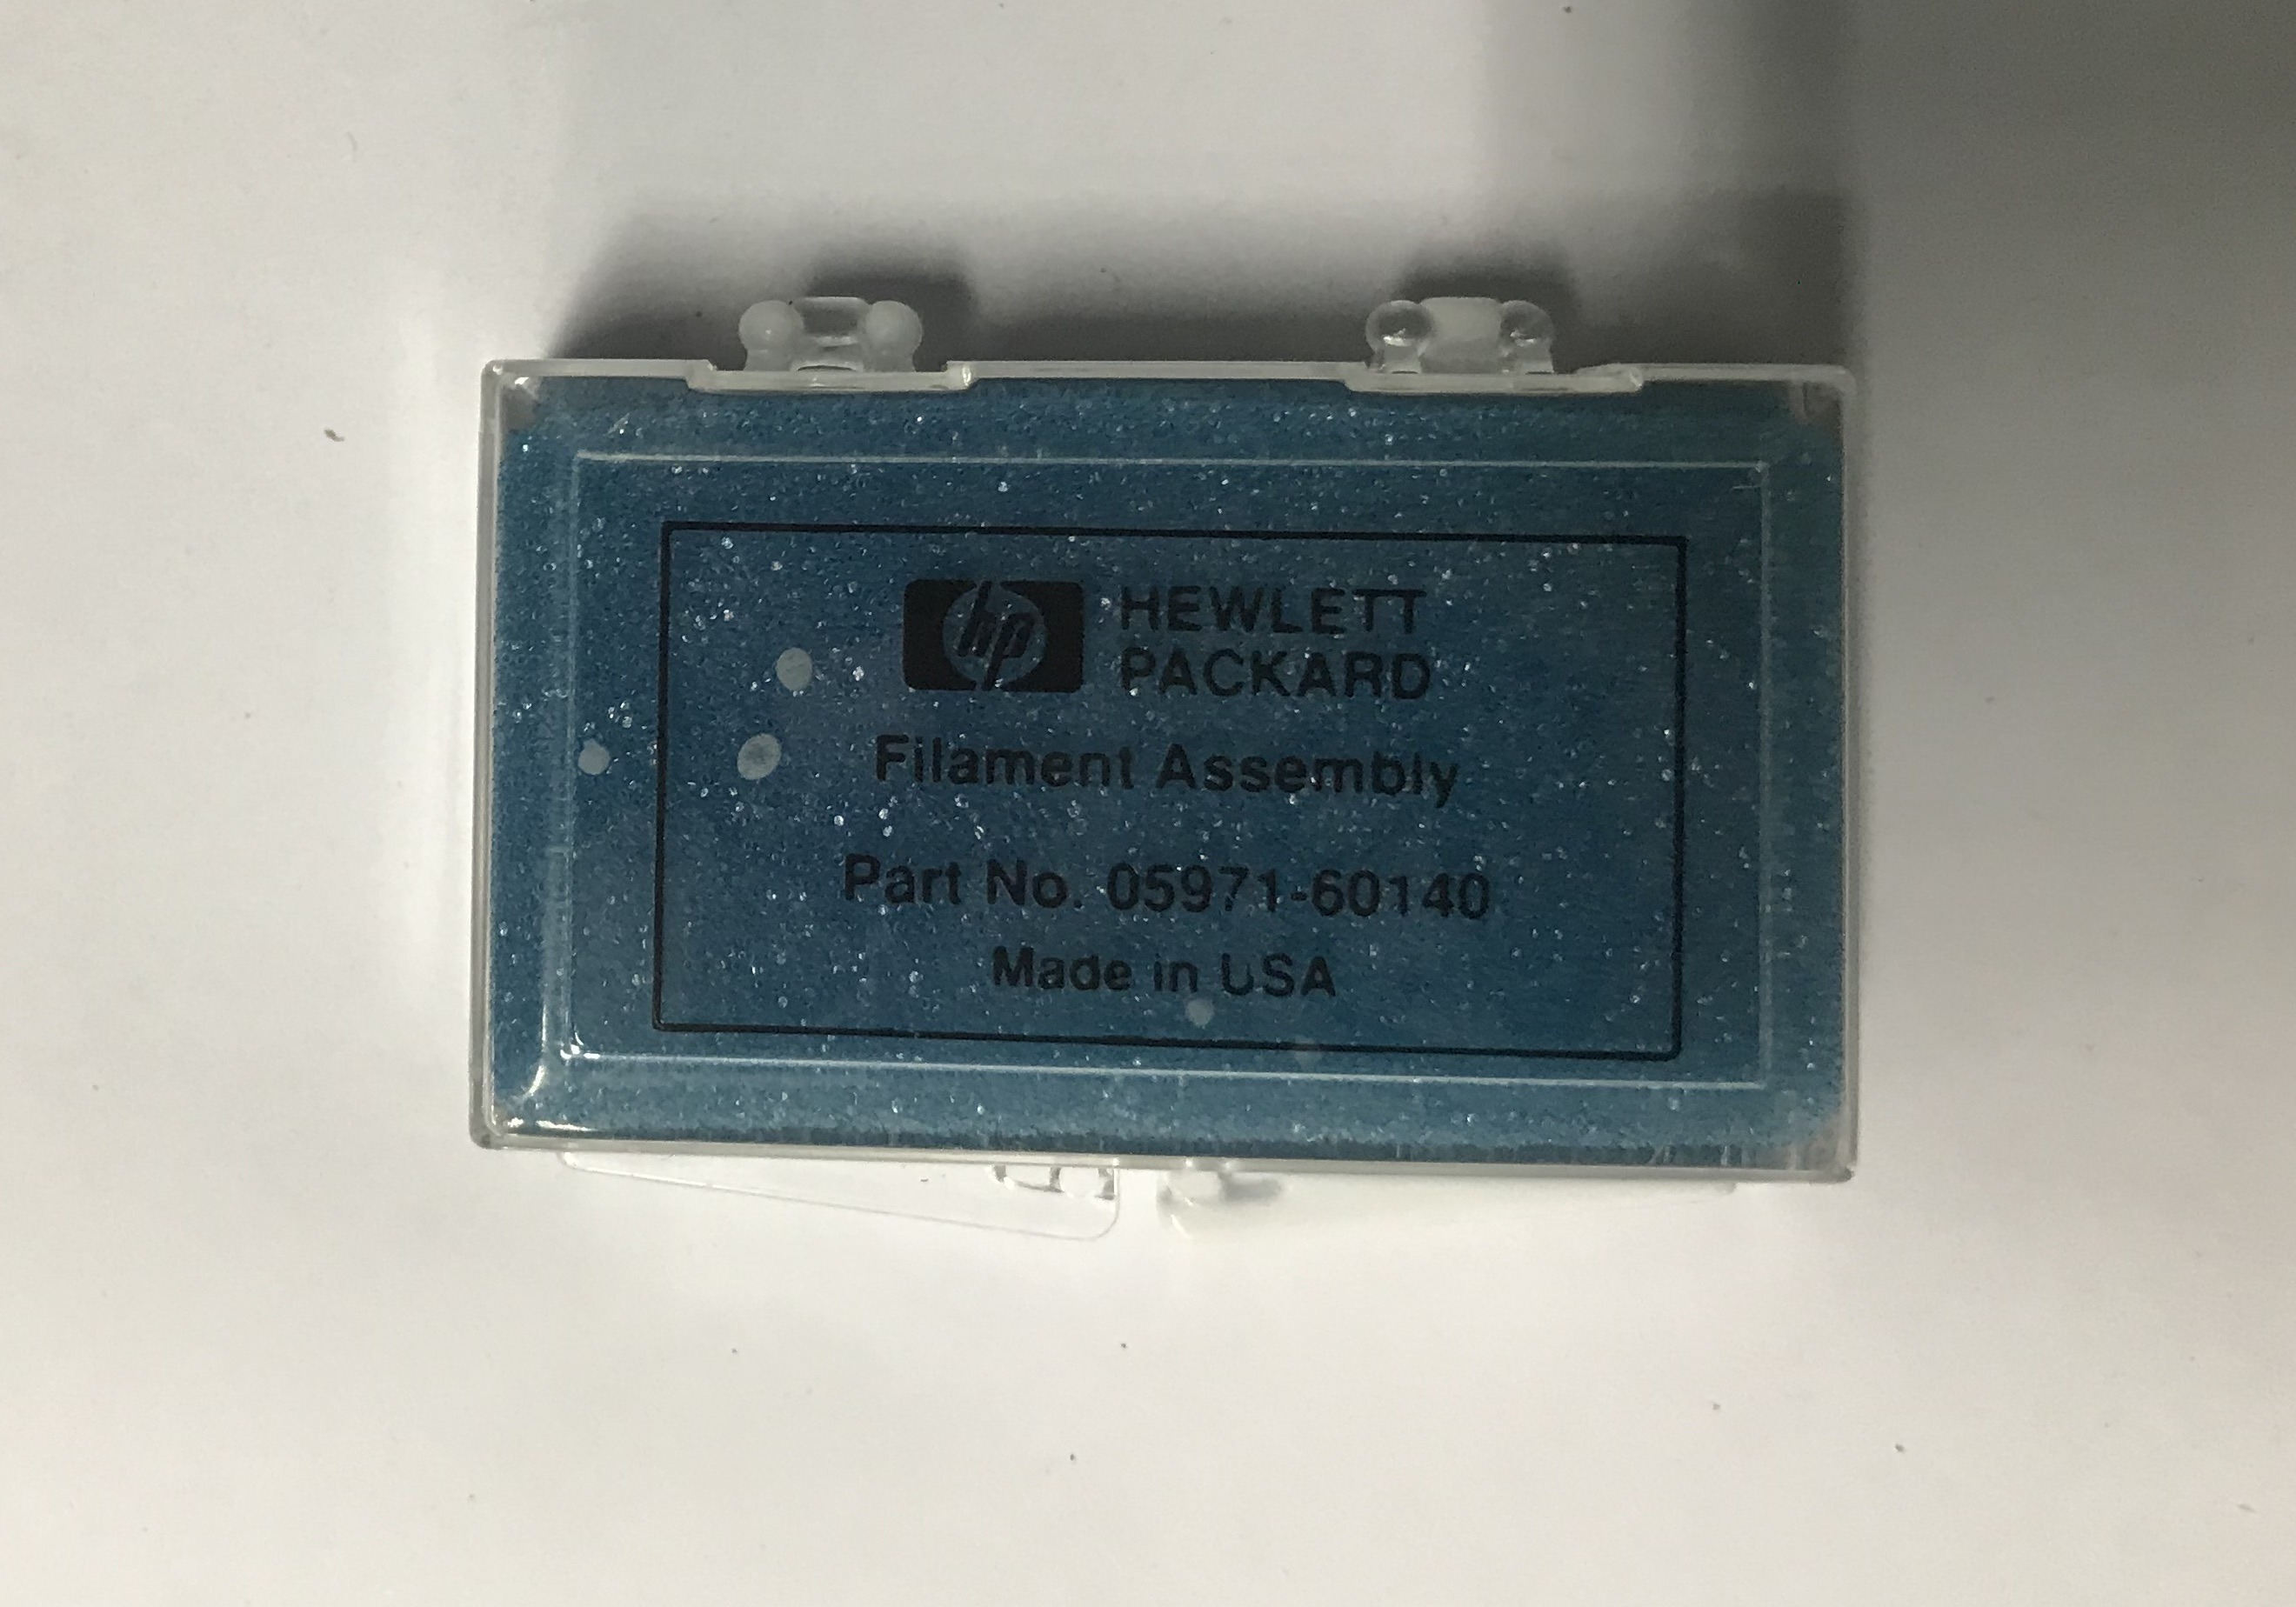 hp
HEWLETT
PACKARD
Filament Assembly
Part No. 05971-60140
Made in USA